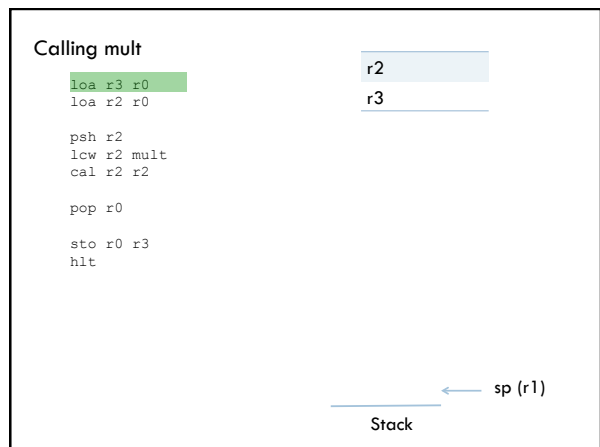 Calling mult
loa r3 r0
loa r2 r0
psh r2
lcw r2 mult
cal r2 r2
pop r0
sto r0 r3
hlt
r2
r3
sp (r1)
Stack